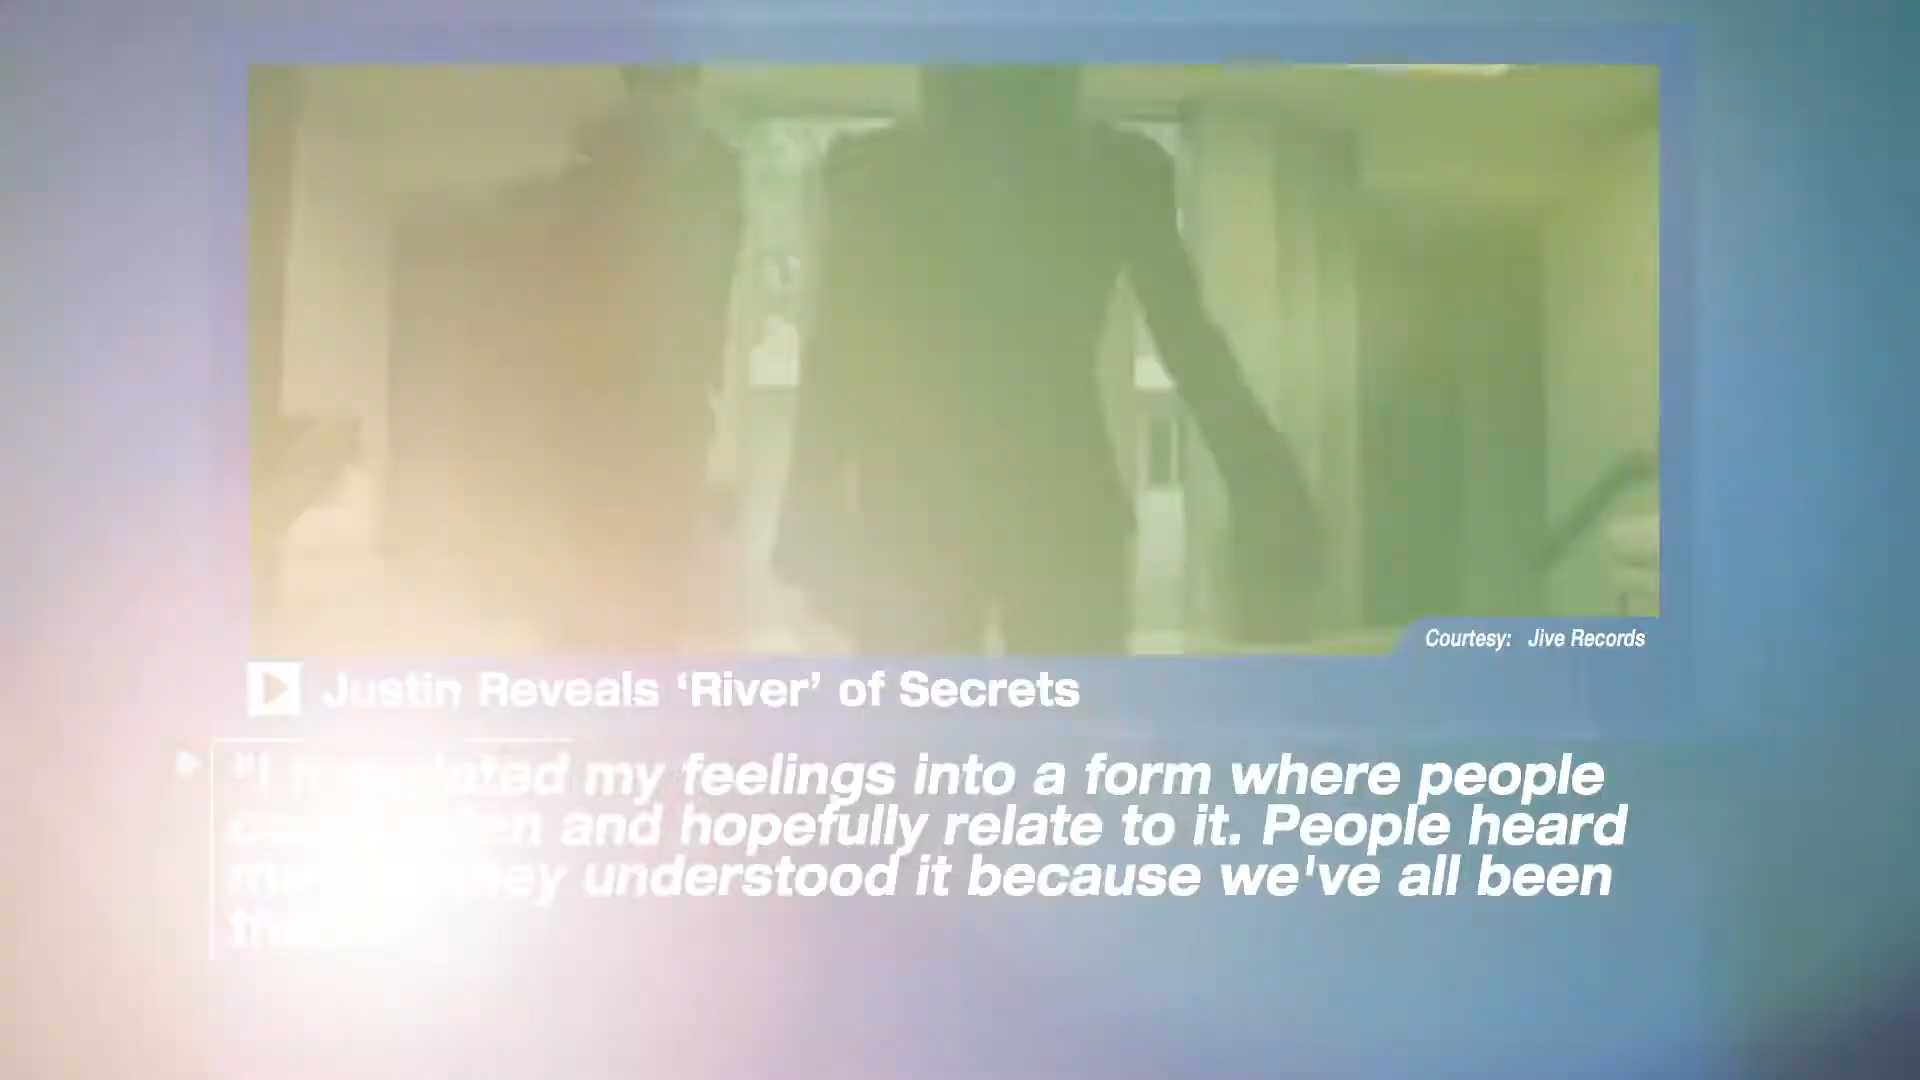 Courtesy: Jive Records
Justin Reveals ‘River’ of Secrets
"I my feelings into a form where people
and hopefully relate to it. People heard
understood it because we've all been